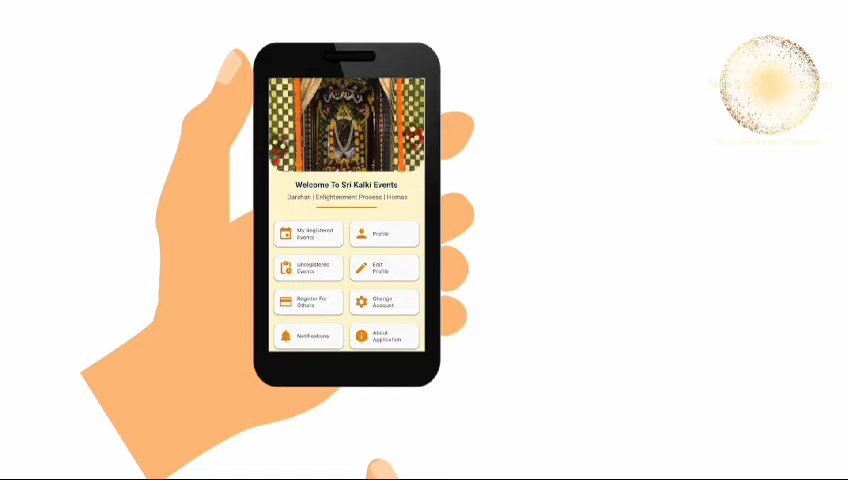 Welcome To Sri Kalki Events
Darshan | Enlightenment Process | Homas
My Registered
Events
Profile
Unregistered
Events
Edit
Profile
Register For
Others
Change
Account
Notifications
About
Application